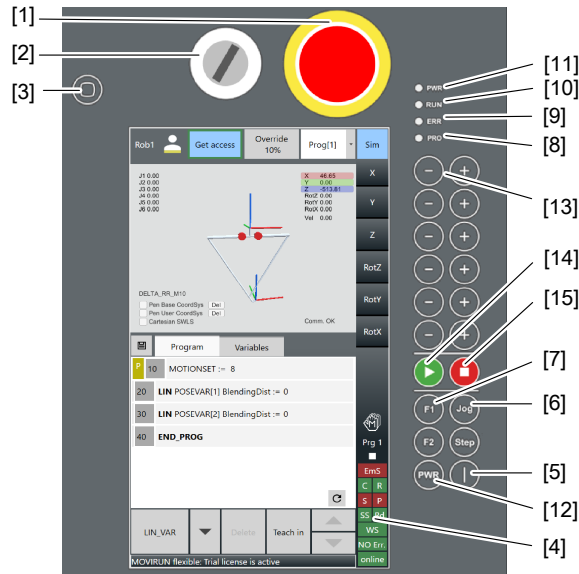 [1]
[2]
[3]
[11]
[10]
[9]
[8]
PWR
RUN
ERR
PRO
Rob1 Get access Override 10% Prog[1] Sim
J1 0.00
J2 0.00
J3 0.00
J4 0.00
J5 0.00
J6 0.00
X 46.65
Y 0.00
Z -513.81
RotZ 0.00
RotY 0.00
RotX 0.00
Vel 0.00
X
Y
Z
RotZ
RotY
RotX
[13]
[14]
[15]
DELTA_RR_M10
Pen Base CoordSys Del
Pen User CoordSys Del
Cartesian SWLS
Comm. OK
Program Variables
P 10 MOTIONSET := 8
20 LIN POSEVAR[1] BlendingDist := 0
30 LIN POSEVAR[2] BlendingDist := 0
40 END_PROG
Prg 1
EmS
C R
S P
SS Rd
WS
NO Err.
online
LIN_VAR Delete Teach in
MOVIRUN flexible: Trial license is active
F1 Jog
F2 Step
PWR
[7]
[6]
[5]
[12]
[4]